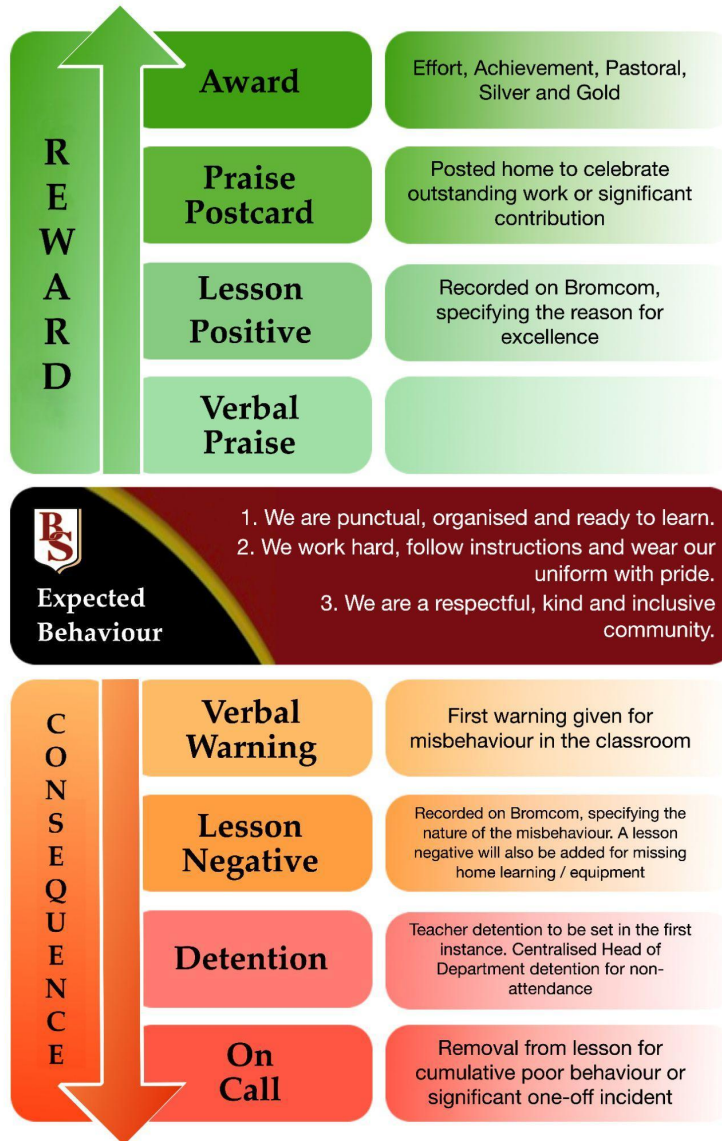 REWARD
Award
Effort, Achievement, Pastoral,
Silver and Gold
Praise
Postcard
Posted home to celebrate
outstanding work or significant
contribution
Lesson
Positive
Recorded on Bromcom,
specifying the reason for
excellence
Verbal
Praise
BS
Expected
Behaviour
1. We are punctual, organised and ready to learn.
2. We work hard, follow instructions and wear our
uniform with pride.
3. We are a respectful, kind and inclusive
community.
CONSEQUENCE
Verbal
Warning
First warning given for
misbehaviour in the classroom
Lesson
Negative
Recorded on Bromcom, specifying the
nature of the misbehaviour. A lesson
negative will also be added for missing
home learning / equipment
Detention
Teacher detention to be set in the first
instance. Centralised Head of
Department detention for non-
attendance
On
Call
Removal from lesson for
cumulative poor behaviour or
significant one-off incident